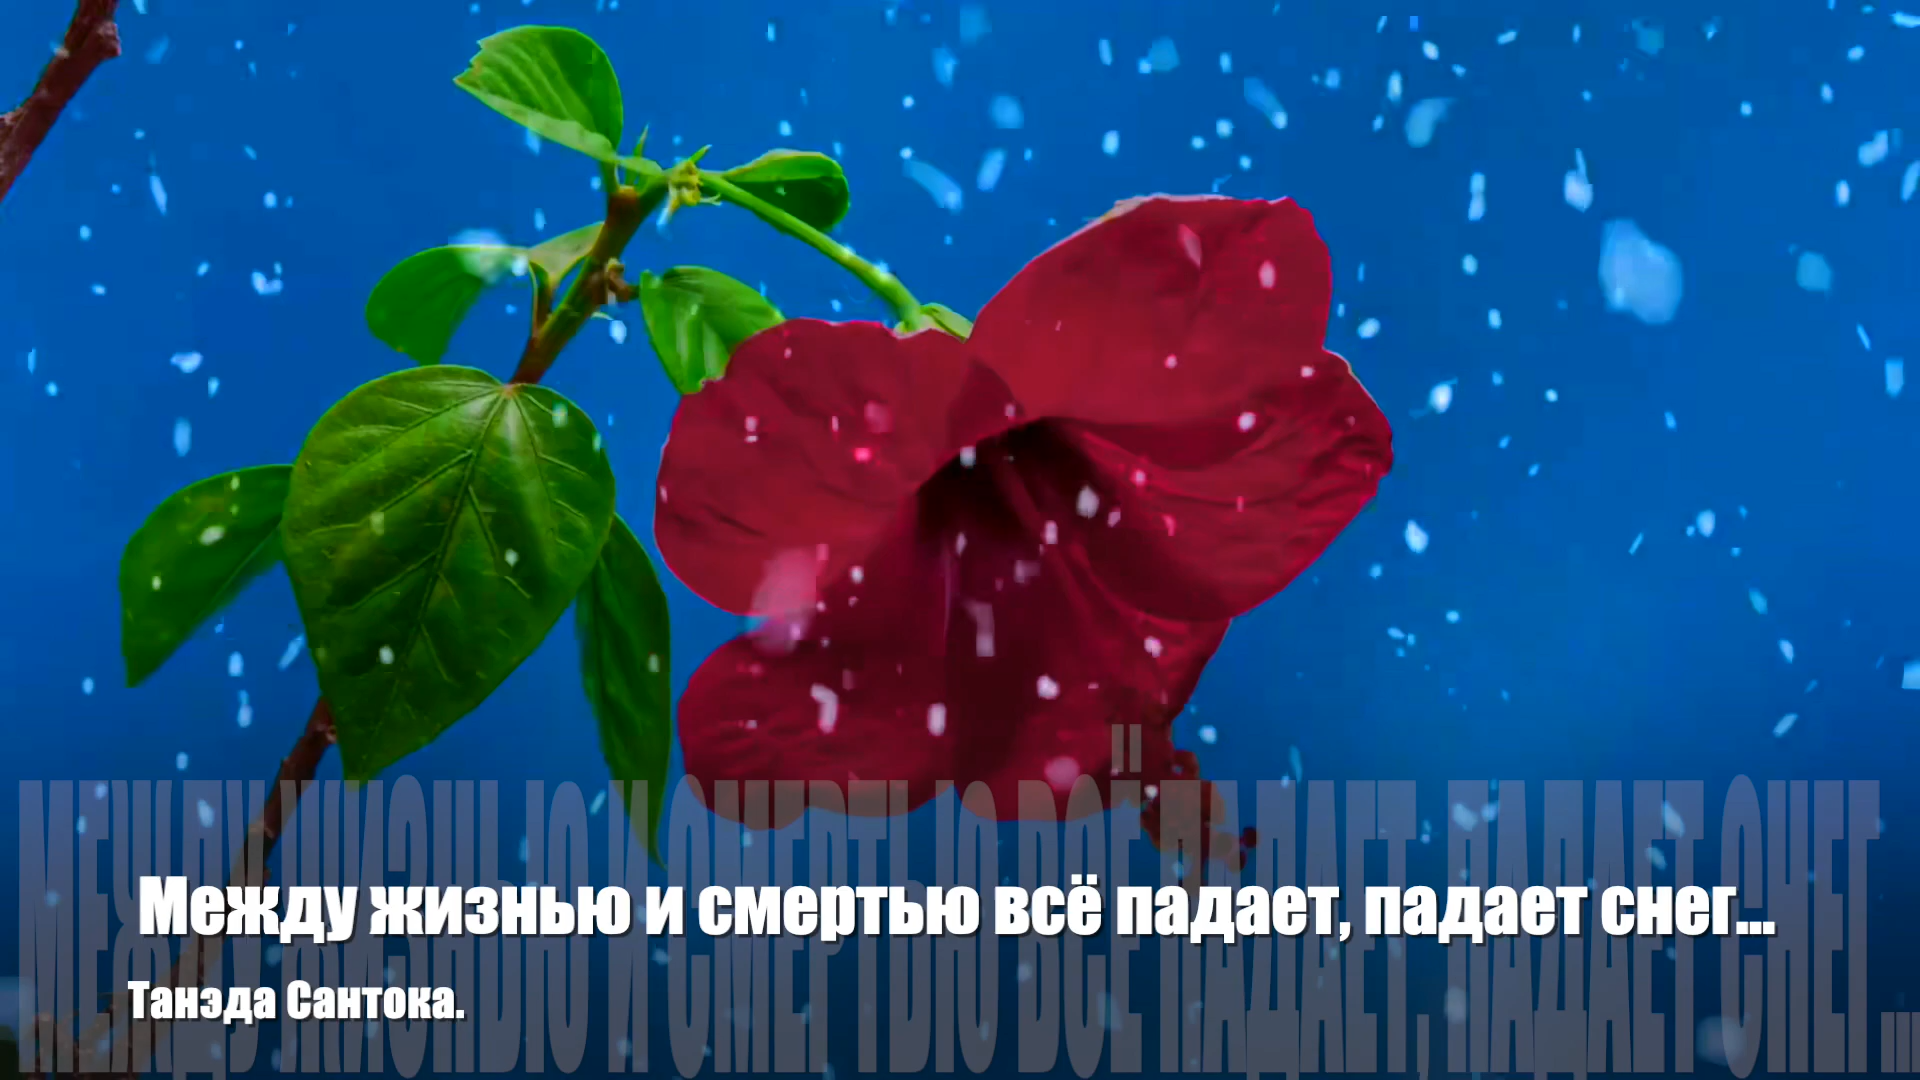 МЕЖДУ ЖИЗНЬЮ И СМЕРТЬЮ ВСЁ ПАДАЕТ, ПАДАЕТ СНЕГ...
Между жизнью и смертью всё падает, падает снег...
Танэда Сантока.